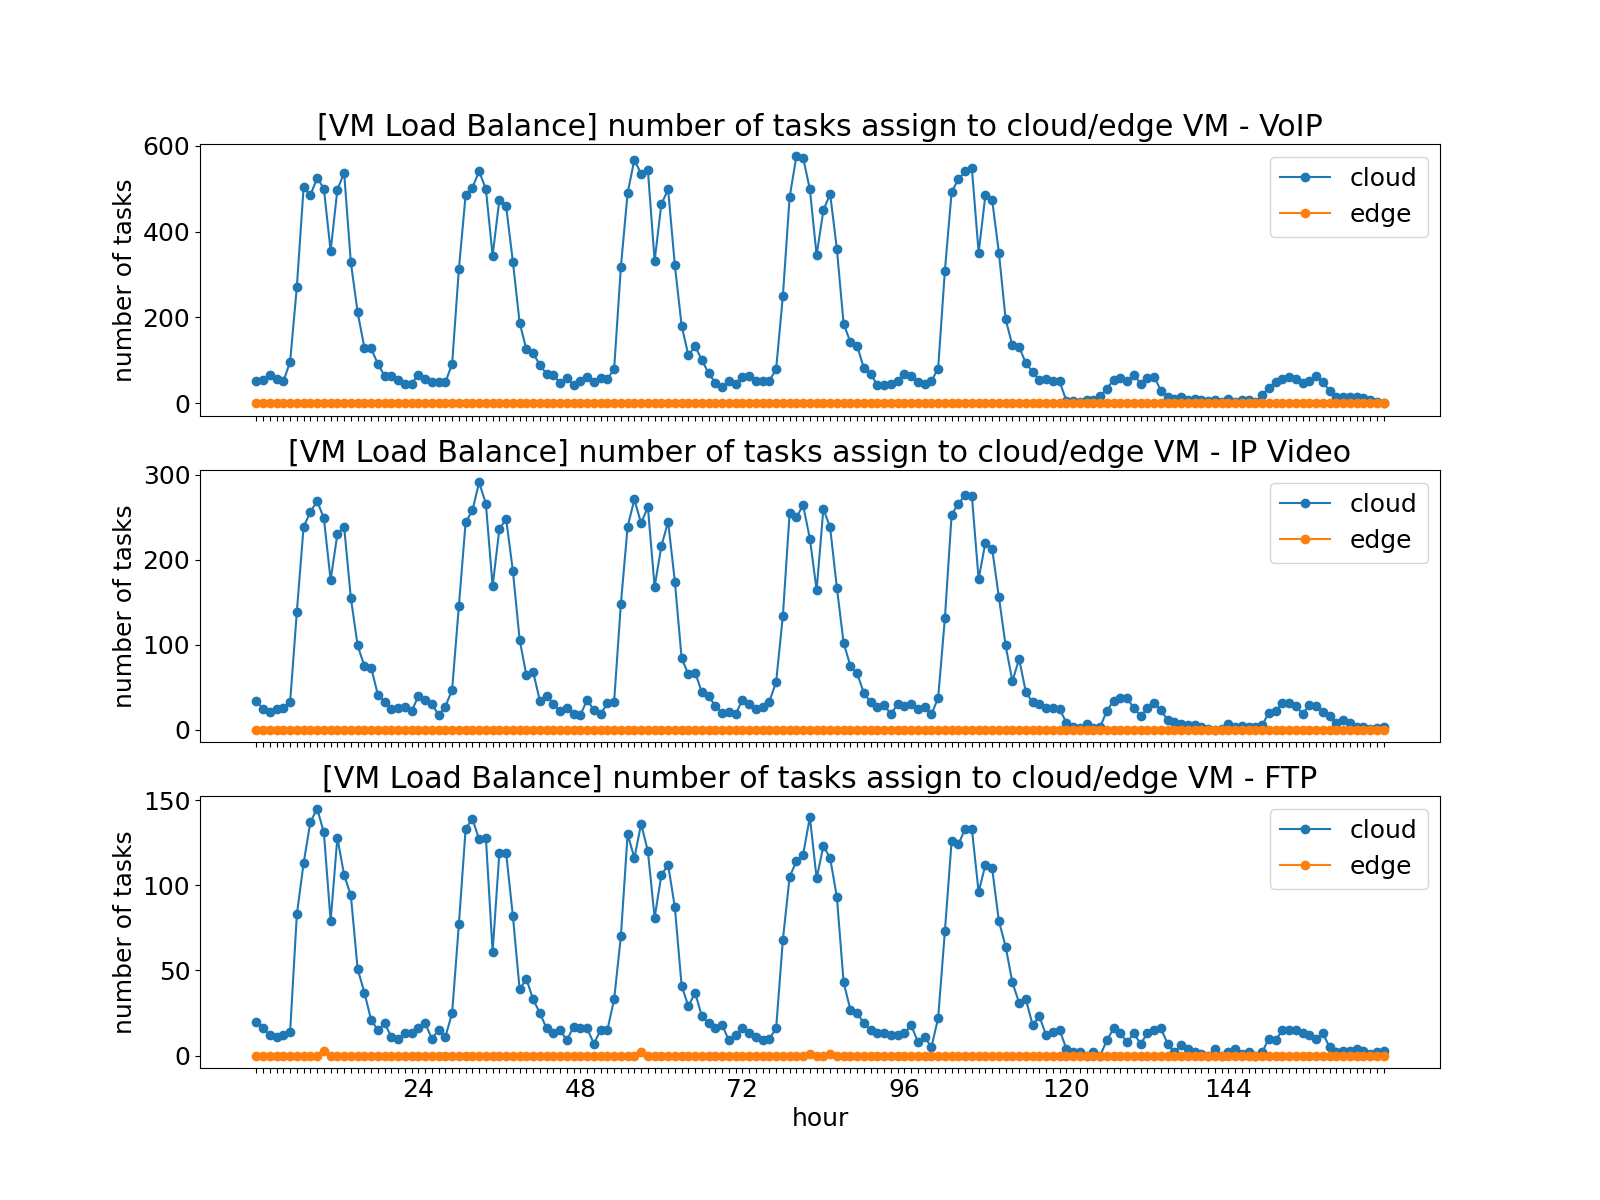 [VM Load Balance] number of tasks assign to cloud/edge VM - VoIP
600
400
200
0
number of tasks
cloud
edge
[VM Load Balance] number of tasks assign to cloud/edge VM - IP Video
300
200
100
0
number of tasks
cloud
edge
[VM Load Balance] number of tasks assign to cloud/edge VM - FTP
150
100
50
0
number of tasks
cloud
edge
24 48 72 96 120 144
hour